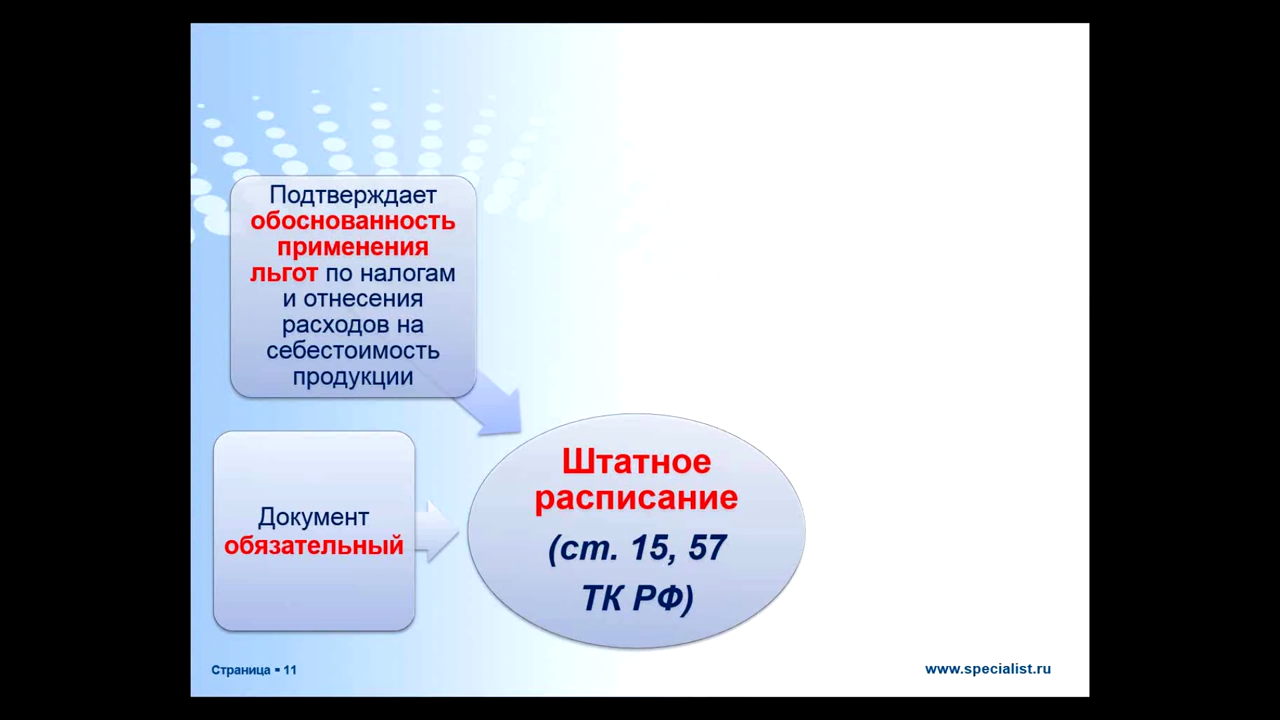 Подтверждает
обоснованность
применения
льгот по налогам
и отнесения
расходов на
себестоимость
продукции
Документ
обязательный
Штатное
расписание
(ст. 15, 57
ТК РФ)
Страница ▪ 11
www.specialist.ru